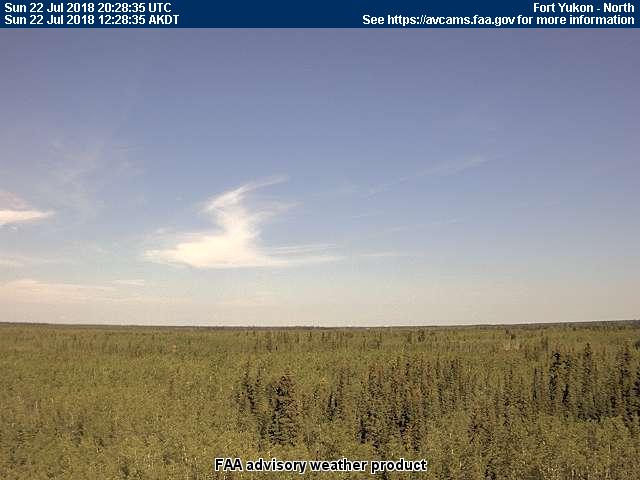 Sun 22 Jul 2018 20:28:35 UTC
Fort Yukon - North
Sun 22 Jul 2018 12:28:35 AKDT
See https://avcams.faa.gov for more information
FAA advisory weather product